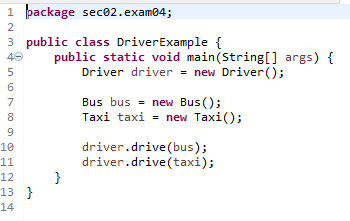 1 package sec02.exam04;
2
3 public class DriverExample {
4     public static void main(String[] args) {
5         Driver driver = new Driver();
6
7         Bus bus = new Bus();
8         Taxi taxi = new Taxi();
9
10         driver.drive(bus);
11         driver.drive(taxi);
12     }
13 }
14